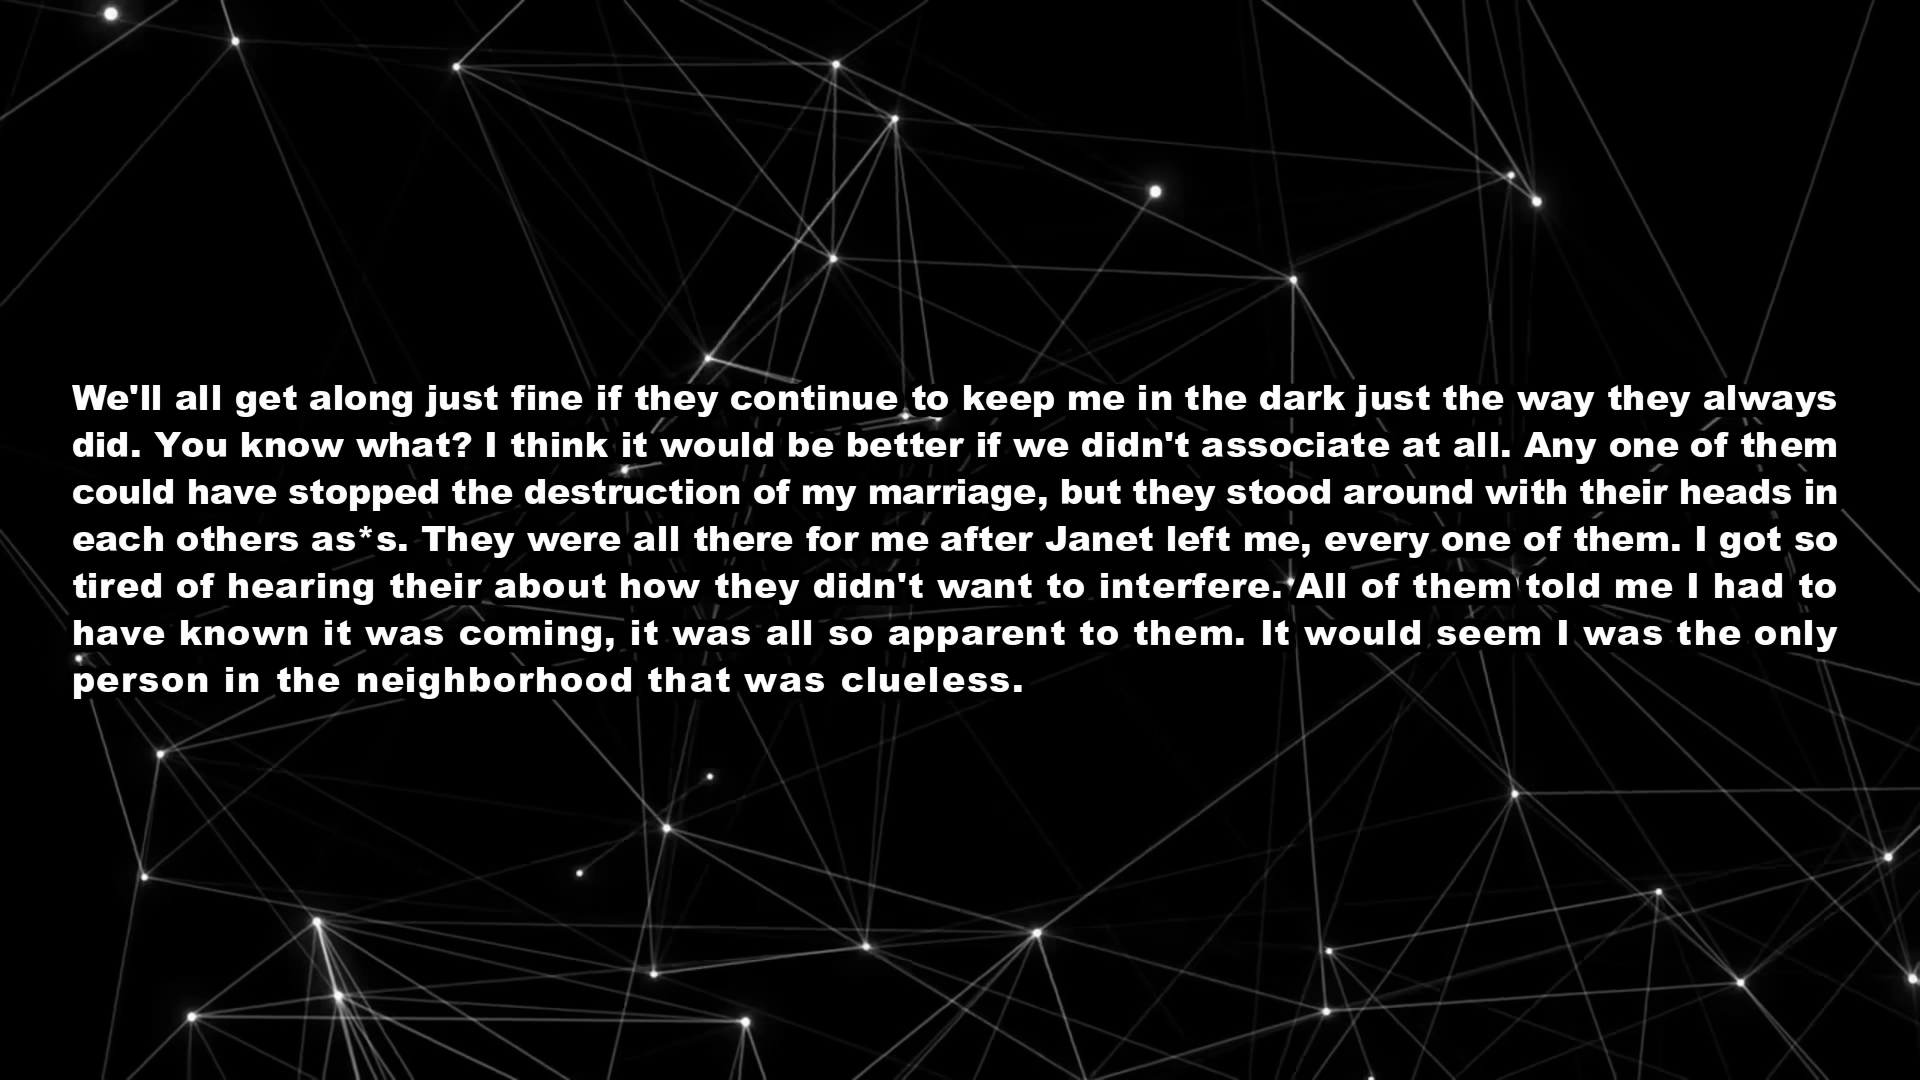 We'll all get along just fine if they continue to keep me in the dark just the way they always
did. You know what? I think it would be better if we didn't associate at all. Any one of them
could have stopped the destruction of my marriage, but they stood around with their heads in
each others as*s. They were all there for me after Janet left me, every one of them. I got so
tired of hearing their about how they didn't want to interfere. All of them told me I had to
have known it was coming, it was all so apparent to them. It would seem I was the only
person in the neighborhood that was clueless.